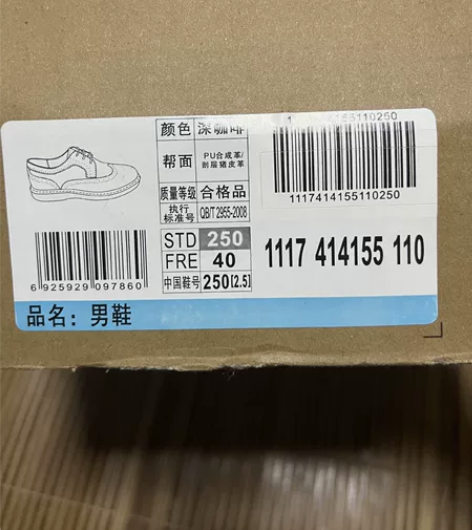 颜色 深咖啡
帮面 PU合成革/
剖层猪皮革
质量等级 合格品
执行
标准号 QB/T 2955-2008
STD 250
FRE 40
中国鞋号 250(2.5)
6 925929 097860
1117414155110250
1117 414155 110
品名：男鞋